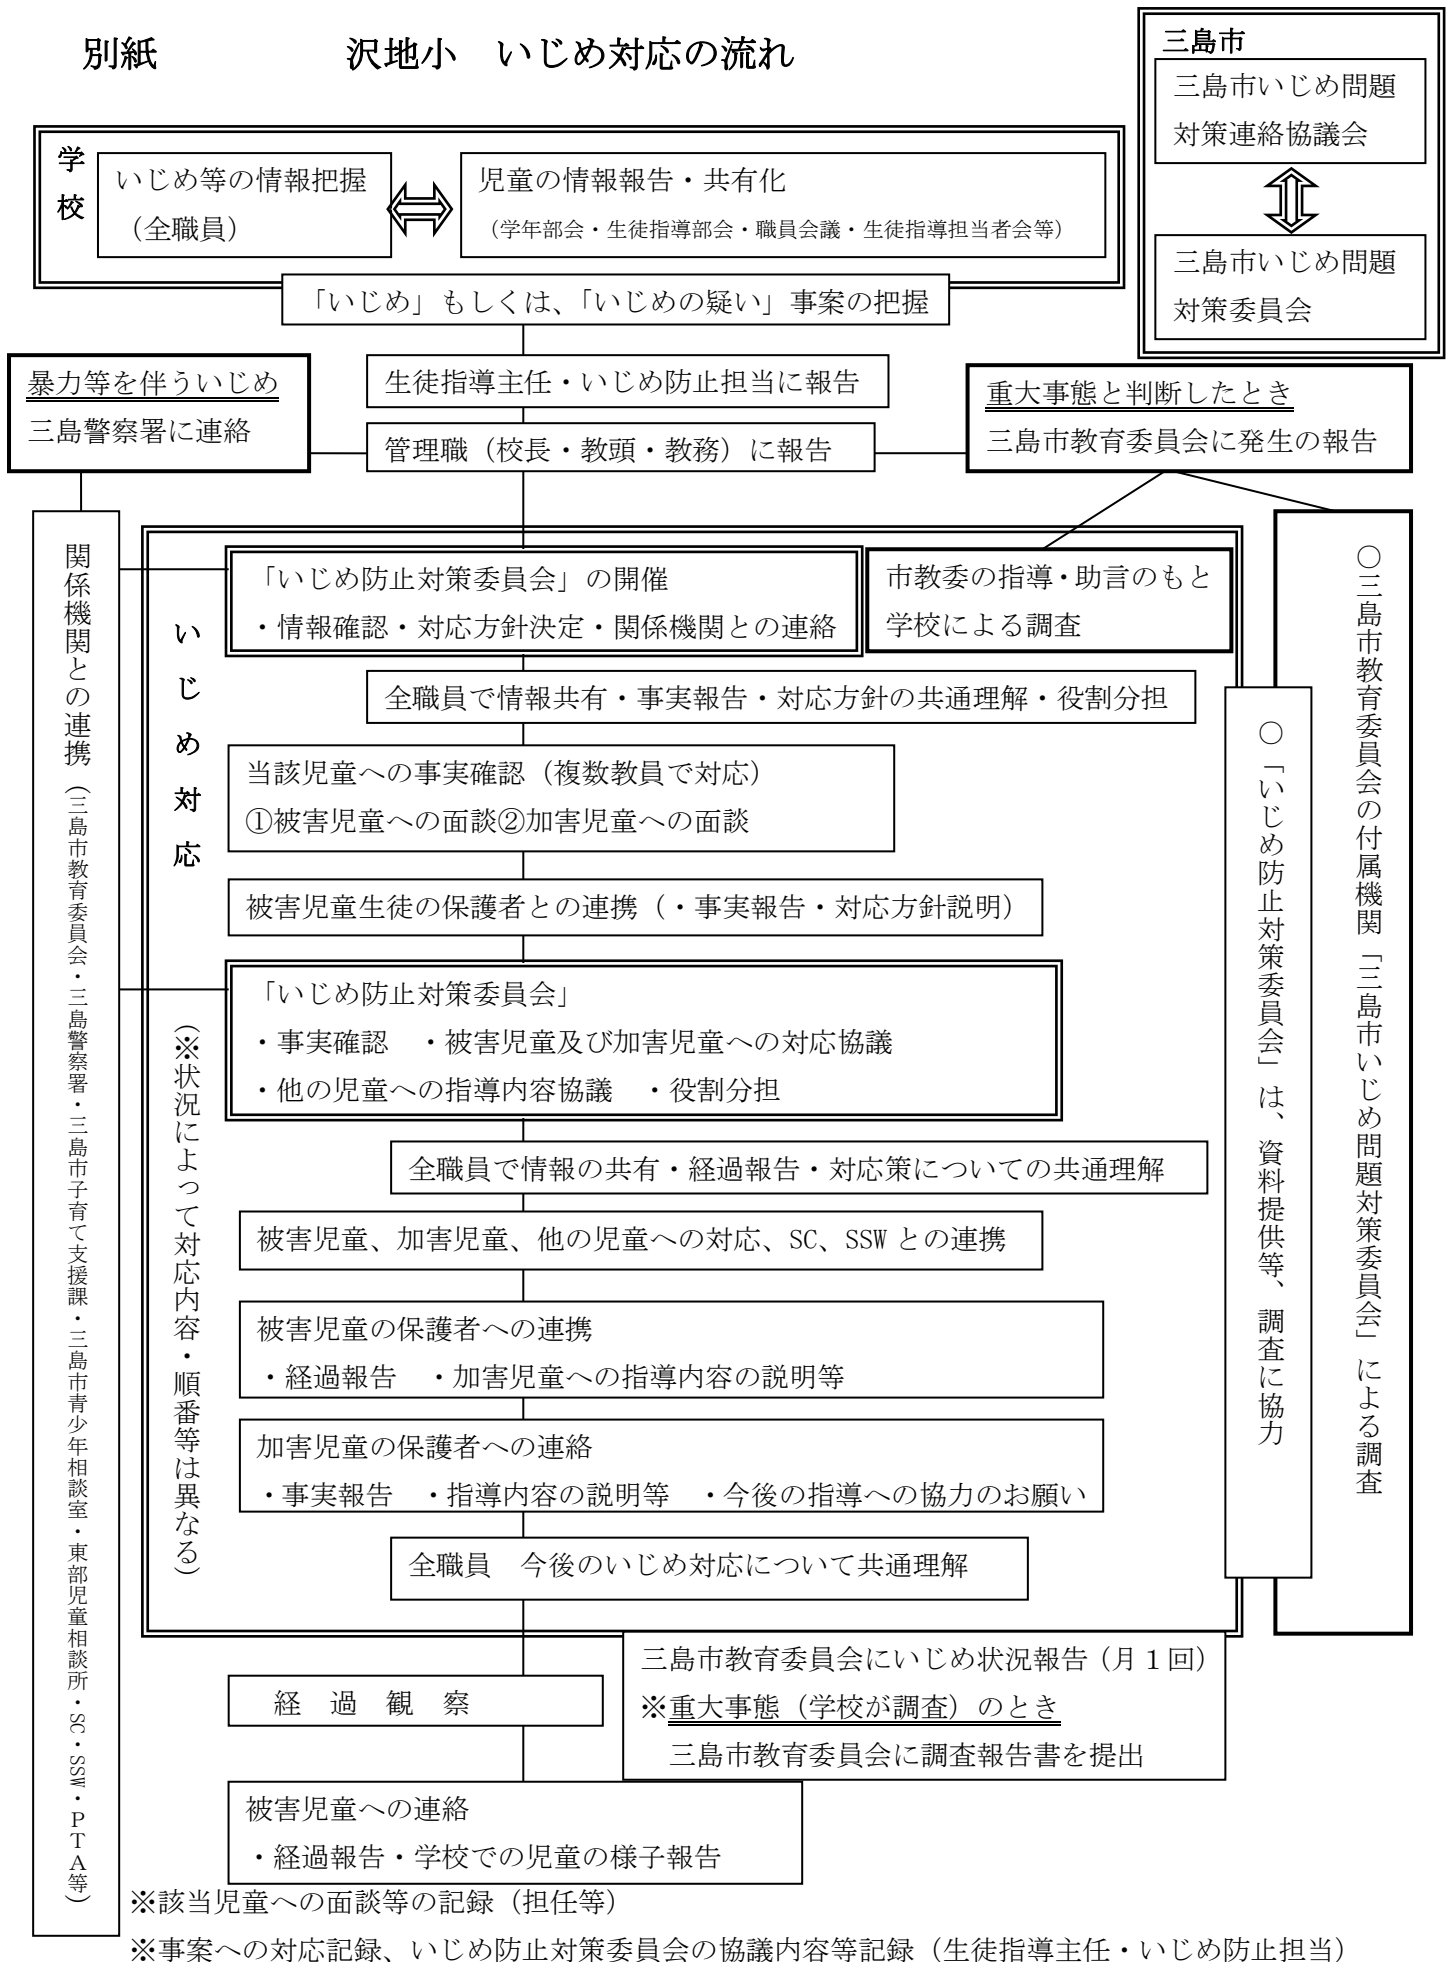 別紙　　　　　沢地小　いじめ対応の流れ
三島市
三島市いじめ問題
対策連絡協議会
三島市いじめ問題
対策委員会
学校
いじめ等の情報把握
（全職員）
児童の情報報告・共有化
（学年部会・生徒指導部会・職員会議・生徒指導担当者会等）
「いじめ」もしくは、「いじめの疑い」事案の把握
暴力等を伴ういじめ
三島警察署に連絡
生徒指導主任・いじめ防止担当に報告
管理職（校長・教頭・教務）に報告
重大事態と判断したとき
三島市教育委員会に発生の報告
関係機関との連携（三島市教育委員会・三島警察署・三島市子育て支援課・三島市青少年相談室・東部児童相談所・SC・SSW・PTA等）
いじめ対応
（※状況によって対応内容・順番等は異なる）
「いじめ防止対策委員会」の開催
・情報確認・対応方針決定・関係機関との連絡
市教委の指導・助言のもと
学校による調査
全職員で情報共有・事実報告・対応方針の共通理解・役割分担
当該児童への事実確認（複数教員で対応）
①被害児童への面談②加害児童への面談
被害児童生徒の保護者との連携（・事実報告・対応方針説明）
「いじめ防止対策委員会」
・事実確認　・被害児童及び加害児童への対応協議
・他の児童への指導内容協議　・役割分担
全職員で情報の共有・経過報告・対応策についての共通理解
被害児童、加害児童、他の児童への対応、SC、SSWとの連携
被害児童の保護者への連携
・経過報告　・加害児童への指導内容の説明等
加害児童の保護者への連絡
・事実報告　・指導内容の説明等　・今後の指導への協力のお願い
全職員　今後のいじめ対応について共通理解
○三島市教育委員会の付属機関「三島市いじめ問題対策委員会」による調査
○「いじめ防止対策委員会」は、資料提供等、調査に協力
三島市教育委員会にいじめ状況報告（月１回）
※重大事態（学校が調査）のとき
三島市教育委員会に調査報告書を提出
経　過　観　察
被害児童への連絡
・経過報告・学校での児童の様子報告
※該当児童への面談等の記録（担任等）
※事案への対応記録、いじめ防止対策委員会の協議内容等記録（生徒指導主任・いじめ防止担当）